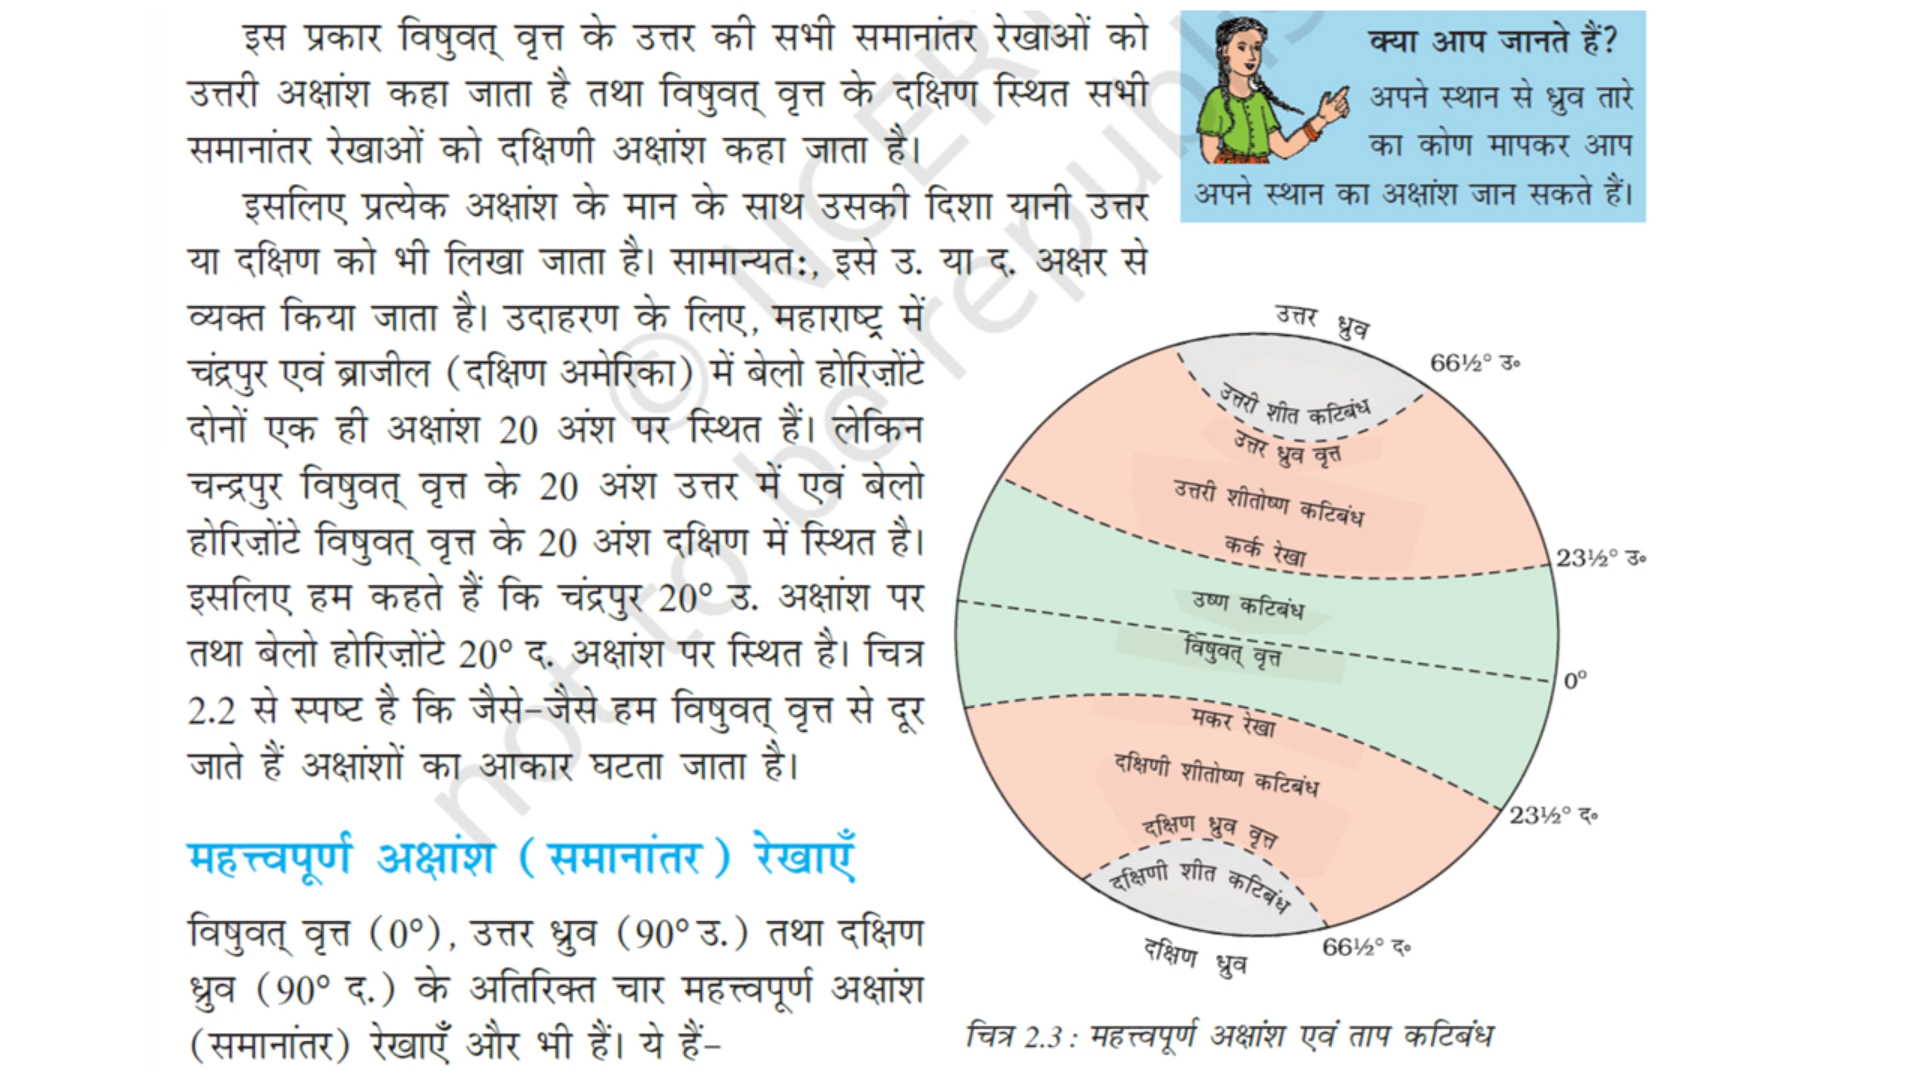 इस प्रकार विषुवत् वृत्त के उत्तर की सभी समानांतर रेखाओं को
उत्तरी अक्षांश कहा जाता है तथा विषुवत् वृत्त के दक्षिण स्थित सभी
समानांतर रेखाओं को दक्षिणी अक्षांश कहा जाता है।
इसलिए प्रत्येक अक्षांश के मान के साथ उसकी दिशा यानी उत्तर
या दक्षिण को भी लिखा जाता है। सामान्यत:, इसे उ. या द. अक्षर से
व्यक्त किया जाता है। उदाहरण के लिए, महाराष्ट्र में
चंद्रपुर एवं ब्राजील (दक्षिण अमेरिका) में बेलो होरिज़ोंटे
दोनों एक ही अक्षांश 20 अंश पर स्थित हैं। लेकिन
चन्द्रपुर विषुवत् वृत्त के 20 अंश उत्तर में एवं बेलो
होरिज़ोंटे विषुवत् वृत्त के 20 अंश दक्षिण में स्थित है।
इसलिए हम कहते हैं कि चंद्रपुर 20° उ. अक्षांश पर
तथा बेलो होरिज़ोंटे 20° द. अक्षांश पर स्थित है। चित्र
2.2 से स्पष्ट है कि जैसे-जैसे हम विषुवत् वृत्त से दूर
जाते हैं अक्षांशों का आकार घटता जाता है।
महत्त्वपूर्ण अक्षांश (समानांतर) रेखाएँ
विषुवत् वृत्त (0°), उत्तर ध्रुव (90° उ.) तथा दक्षिण
ध्रुव (90° द.) के अतिरिक्त चार महत्त्वपूर्ण अक्षांश
(समानांतर) रेखाएँ और भी हैं। ये हैं-
क्या आप जानते हैं?
अपने स्थान से ध्रुव तारे
का कोण मापकर आप
अपने स्थान का अक्षांश जान सकते हैं।
उत्तर ध्रुव
66½° उ॰
उत्तरी शीत कटिबंध
उत्तर ध्रुव वृत्त
उत्तरी शीतोष्ण कटिबंध
कर्क रेखा
23½° उ॰
उष्ण कटिबंध
विषुवत् वृत्त
0°
मकर रेखा
दक्षिणी शीतोष्ण कटिबंध
23½° द॰
दक्षिण ध्रुव वृत्त
दक्षिणी शीत कटिबंध
66½° द॰
दक्षिण ध्रुव
चित्र 2.3 : महत्त्वपूर्ण अक्षांश एवं ताप कटिबंध
© NCER
not to be republis